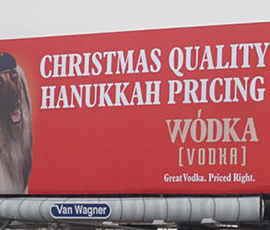 CHRISTMAS QUALITY
HANUKKAH PRICING
WÓDKA
[VODKA]
Great Vodka. Priced Right.
Van Wagner